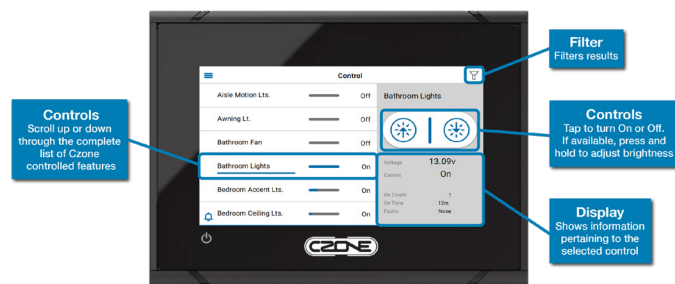 Filter
Filters results
Control
Aisle Motion Lts.
Off
Bathroom Lights
Awning Lt.
Off
Controls
Scroll up or down
through the complete
list of Czone
controlled features
Controls
Tap to turn On or Off.
If available, press and
hold to adjust brightness
Bathroom Fan
Off
Bathroom Lights
On
Voltage
13.09v
Current
On
Bedroom Accent Lts.
On
On Count
1
On Time
12m
Faults
None
Bedroom Ceiling Lts.
On
Display
Shows information
pertaining to the
selected control
CZONE